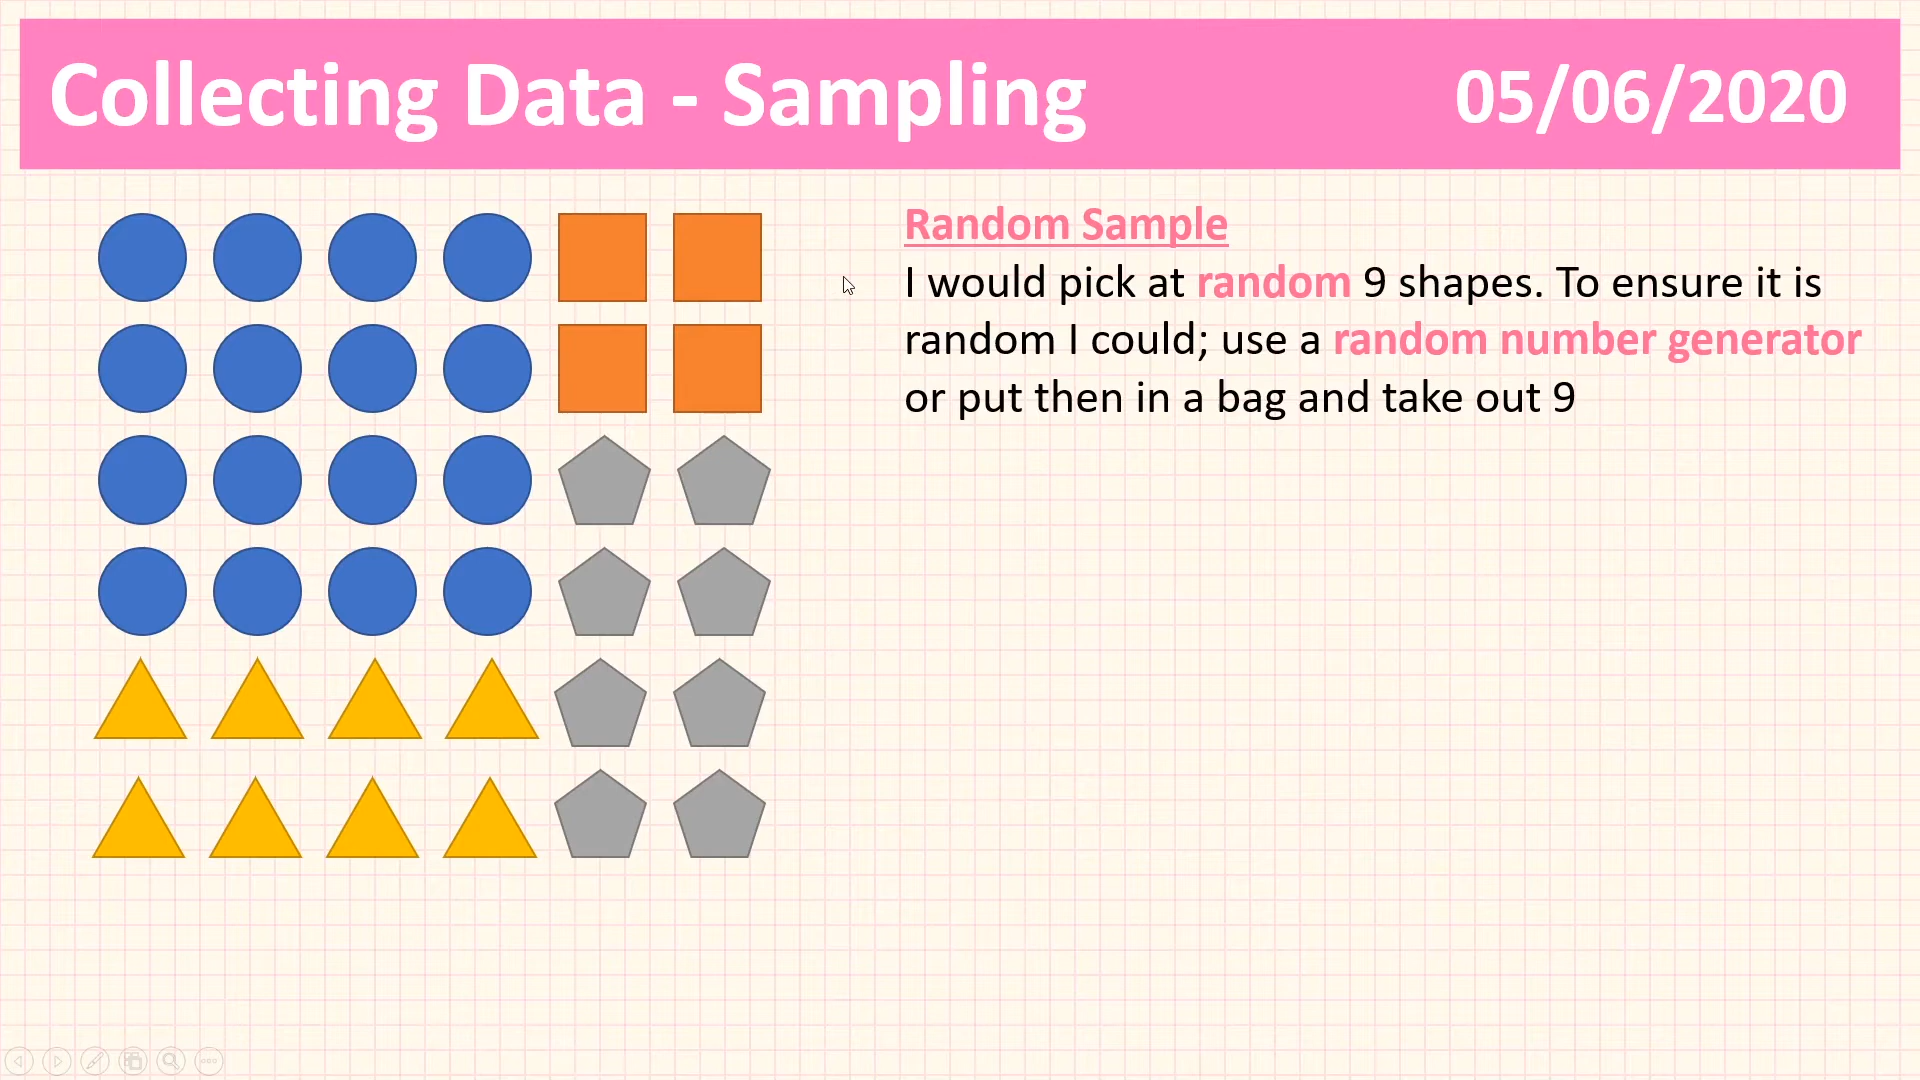 Collecting Data - Sampling 05/06/2020
Random Sample
I would pick at random 9 shapes. To ensure it is
random I could; use a random number generator
or put then in a bag and take out 9